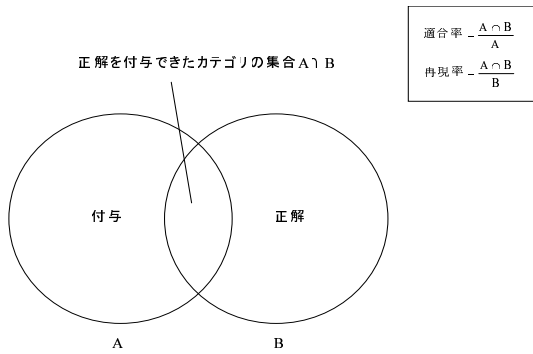 正解を付与できたカテゴリの集合A∩B
適合率 = A ∩ B
A
再現率 = A ∩ B
B
付与
正解
A
B